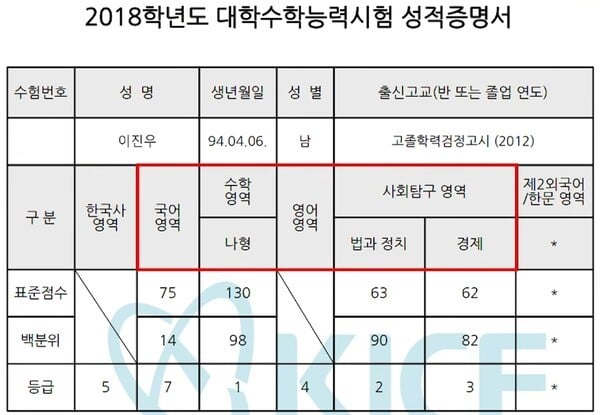 2018학년도 대학수학능력시험 성적증명서
수험번호 성 명 생년월일 성 별 출신고교(반 또는 졸업 연도)
이진우 94.04.06. 남 고졸학력검정고시 (2012)
구 분 한국사 영역 국어 영역 수학 영역 영어 영역 사회탐구 영역 제2외국어 /한문 영역
나형 법과 정치 경제 *
표준점수 75 130 63 62 *
백분위 14 98 90 82 *
등급 5 7 1 4 2 3 *
KICE